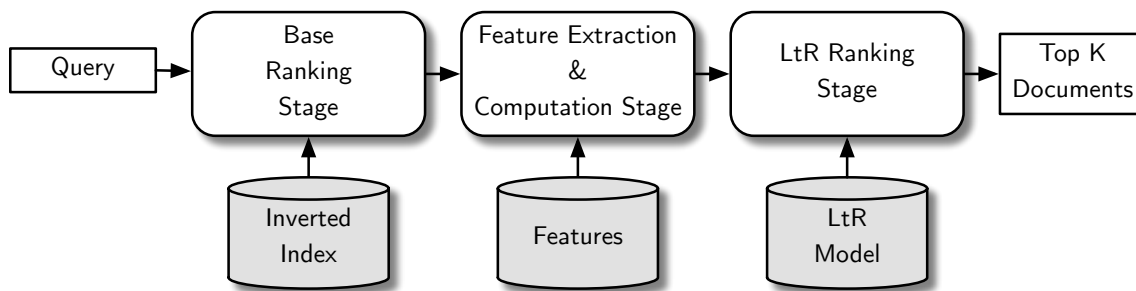 Query
Base
Ranking
Stage
Feature Extraction
&
Computation Stage
LtR Ranking
Stage
Top K
Documents
Inverted
Index
Features
LtR
Model